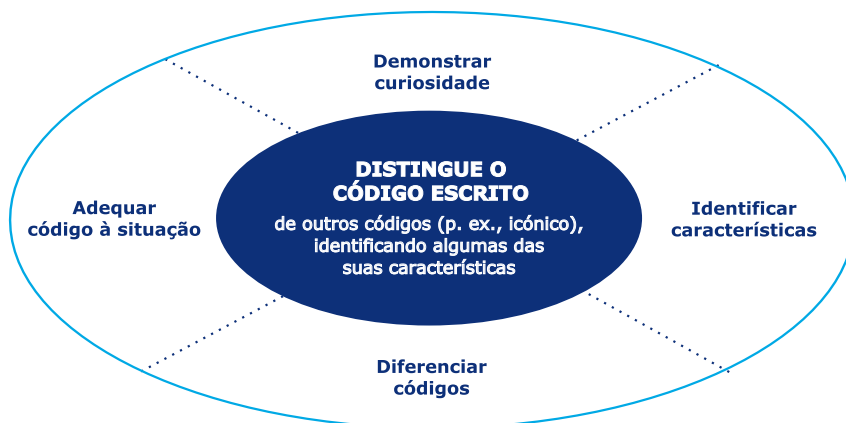 Demonstrar
curiosidade
DISTINGUE O
CÓDIGO ESCRITO
de outros códigos (p. ex., icónico),
identificando algumas das
suas características
Adequar
código à situação
Identificar
características
Diferenciar
códigos